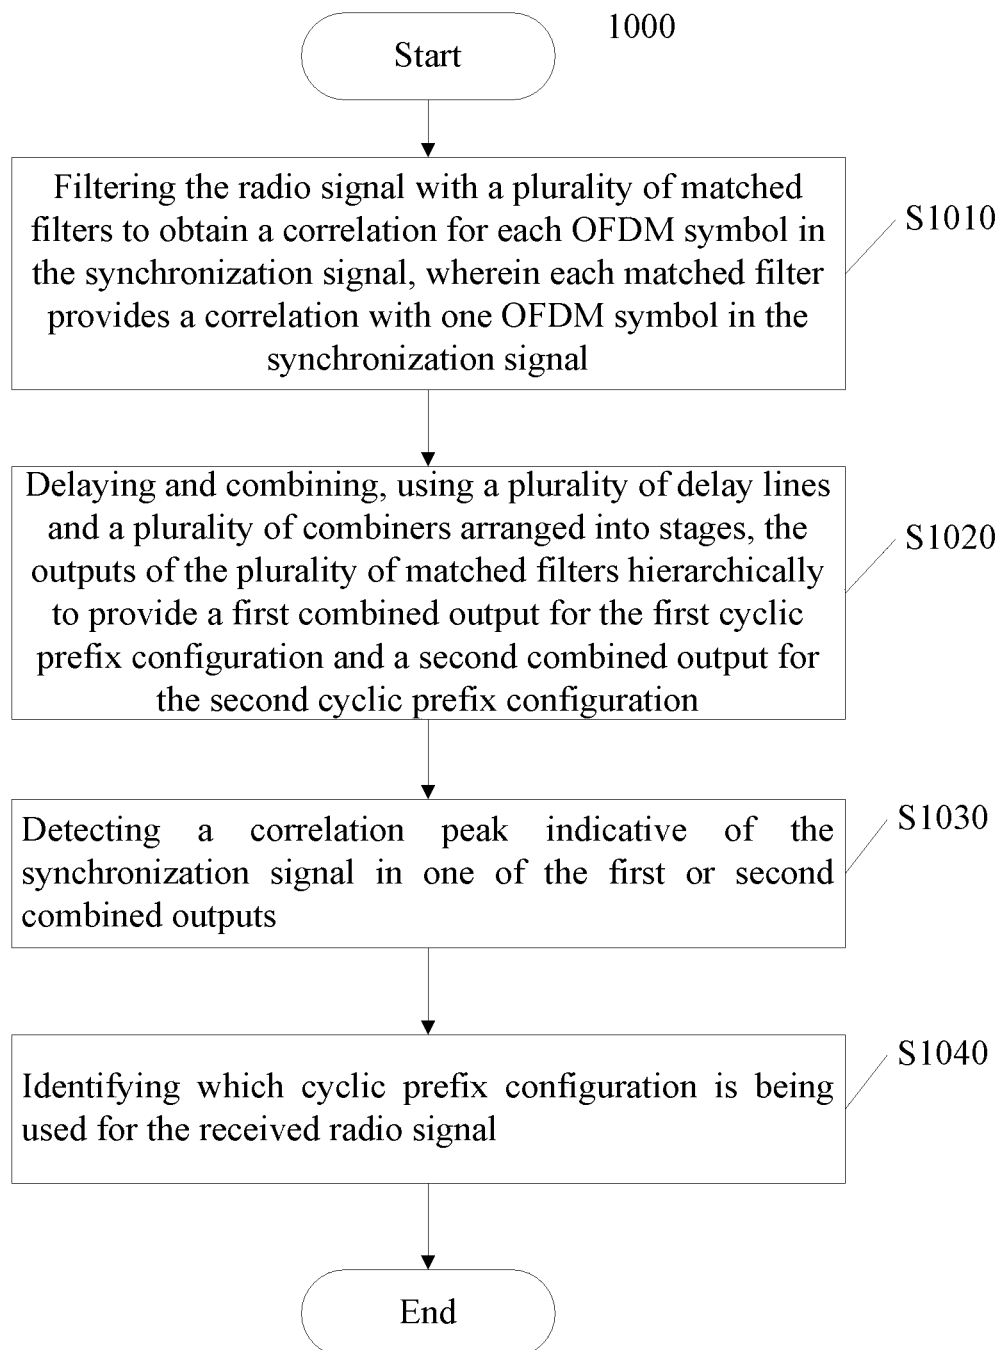 1000
Start
Filtering the radio signal with a plurality of matched
filters to obtain a correlation for each OFDM symbol in
the synchronization signal, wherein each matched filter
provides a correlation with one OFDM symbol in the
synchronization signal
S1010
Delaying and combining, using a plurality of delay lines
and a plurality of combiners arranged into stages, the
outputs of the plurality of matched filters hierarchically
to provide a first combined output for the first cyclic
prefix configuration and a second combined output for
the second cyclic prefix configuration
S1020
Detecting a correlation peak indicative of the
synchronization signal in one of the first or second
combined outputs
S1030
Identifying which cyclic prefix configuration is being
used for the received radio signal
S1040
End